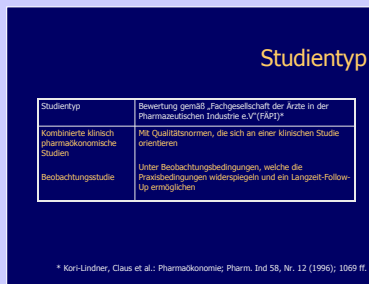 Studientyp
Studientyp
Bewertung gemäß „Fachgesellschaft der Ärzte in der
Pharmazeutischen Industrie e.V"(FÄPI)*
Kombinierte klinisch
pharmaökonomische
Studien
Mit Qualitätsnormen, die sich an einer klinischen Studie
orientieren
Beobachtungsstudie
Unter Beobachtungsbedingungen, welche die
Praxisbedingungen widerspiegeln und ein Langzeit-Follow-
Up ermöglichen
* Kori-Lindner, Claus et al.: Pharmaökonomie; Pharm. Ind 58, Nr. 12 (1996); 1069 ff.